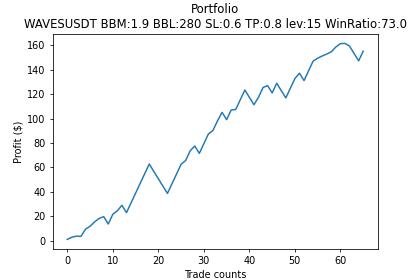 Portfolio
WAVESUSDT BBM:1.9 BBL:280 SL:0.6 TP:0.8 lev:15 WinRatio:73.0
160
140
120
100
80
60
40
20
0
Profit ($)
0 10 20 30 40 50 60
Trade counts